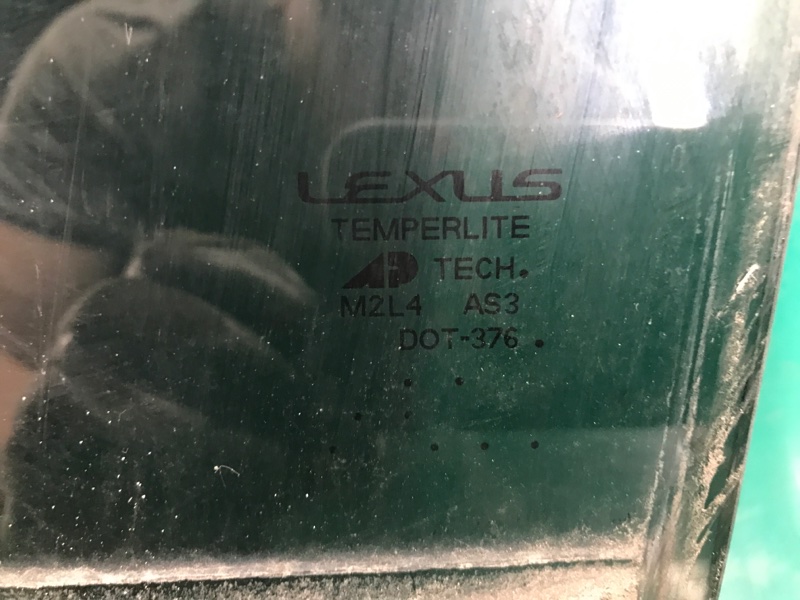 LEXUS
TEMPERLITE
AP TECH.
M2L4 AS3
DOT-376 .